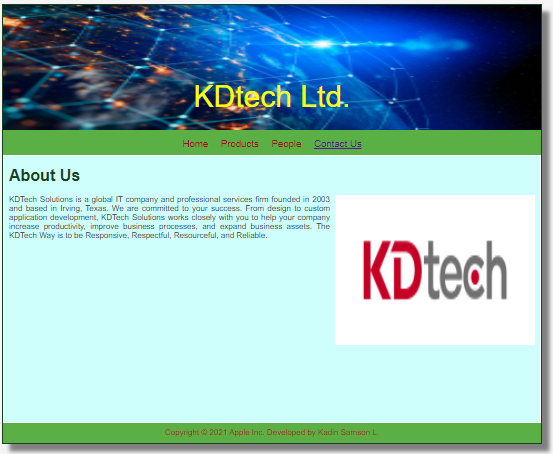 KDtech Ltd.
Home Products People Contact Us
About Us
KDTech Solutions is a global IT company and professional services firm founded in 2003
and based in Irving, Texas. We are committed to your success. From design to custom
application development, KDTech Solutions works closely with you to help your company
increase productivity, improve business processes, and expand business assets. The
KDTech Way is to be Responsive, Respectful, Resourceful, and Reliable.
KDtech
Copyright © 2021 Apple Inc. Developed by Kadin Samson L.